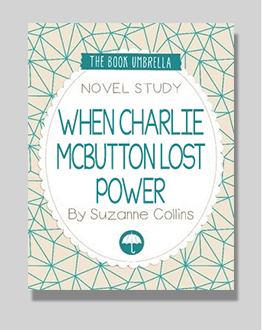 THE BOOK UMBRELLA
NOVEL STUDY
WHEN CHARLIE
MCBUTTON LOST
POWER
By Suzanne Collins